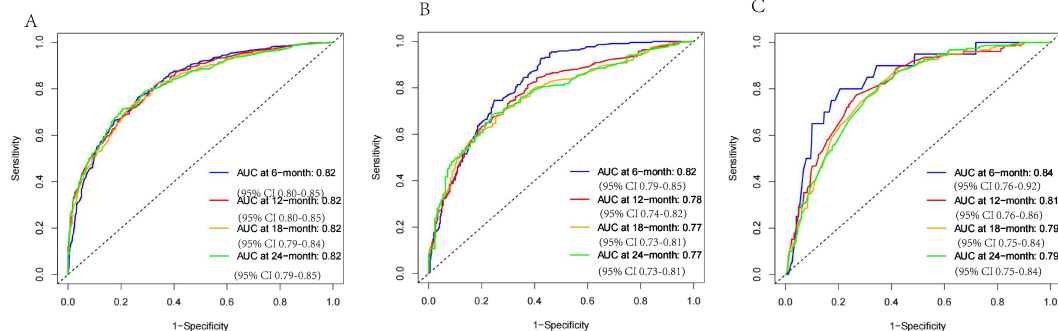 A
B
C
1.0
0.8
0.6
0.4
0.2
0.0
Sensitivity
AUC at 6-month: 0.82
(95% CI 0.80-0.85)
AUC at 12-month: 0.82
(95% CI 0.80-0.85)
AUC at 18-month: 0.82
(95% CI 0.79-0.84)
AUC at 24-month: 0.82
(95% CI 0.79-0.85)
0.0 0.2 0.4 0.6 0.8 1.0
1-Specificity
1.0
0.8
0.6
0.4
0.2
0.0
Sensitivity
AUC at 6-month: 0.82
(95% CI 0.79-0.85)
AUC at 12-month: 0.78
(95% CI 0.74-0.82)
AUC at 18-month: 0.77
(95% CI 0.73-0.81)
AUC at 24-month: 0.77
(95% CI 0.73-0.81)
0.0 0.2 0.4 0.6 0.8 1.0
1-Specificity
1.0
0.8
0.6
0.4
0.2
0.0
Sensitivity
AUC at 6-month: 0.84
(95% CI 0.76-0.92)
AUC at 12-month: 0.81
(95% CI 0.76-0.86)
AUC at 18-month: 0.79
(95% CI 0.75-0.84)
AUC at 24-month: 0.79
(95% CI 0.75-0.84)
0.0 0.2 0.4 0.6 0.8 1.0
1-Specificity